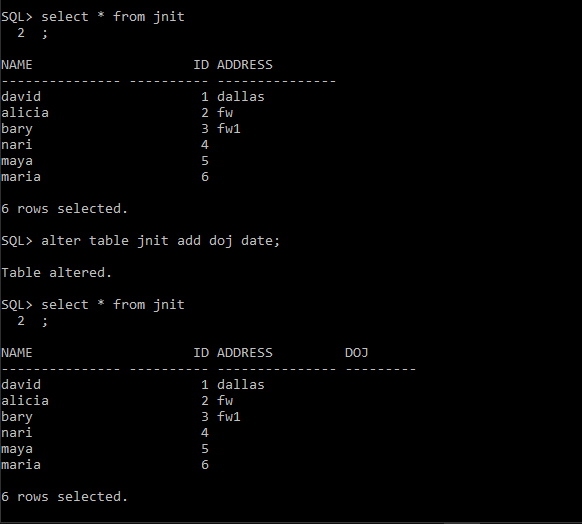 SQL> select * from jnit
  2  ;
NAME                    ID ADDRESS
--------------- ---------- ---------------
david                    1 dallas
alicia                   2 fw
bary                     3 fw1
nari                     4
maya                     5
maria                    6
6 rows selected.
SQL> alter table jnit add doj date;
Table altered.
SQL> select * from jnit
  2  ;
NAME                    ID ADDRESS         DOJ
--------------- ---------- --------------- ---------
david                    1 dallas
alicia                   2 fw
bary                     3 fw1
nari                     4
maya                     5
maria                    6
6 rows selected.